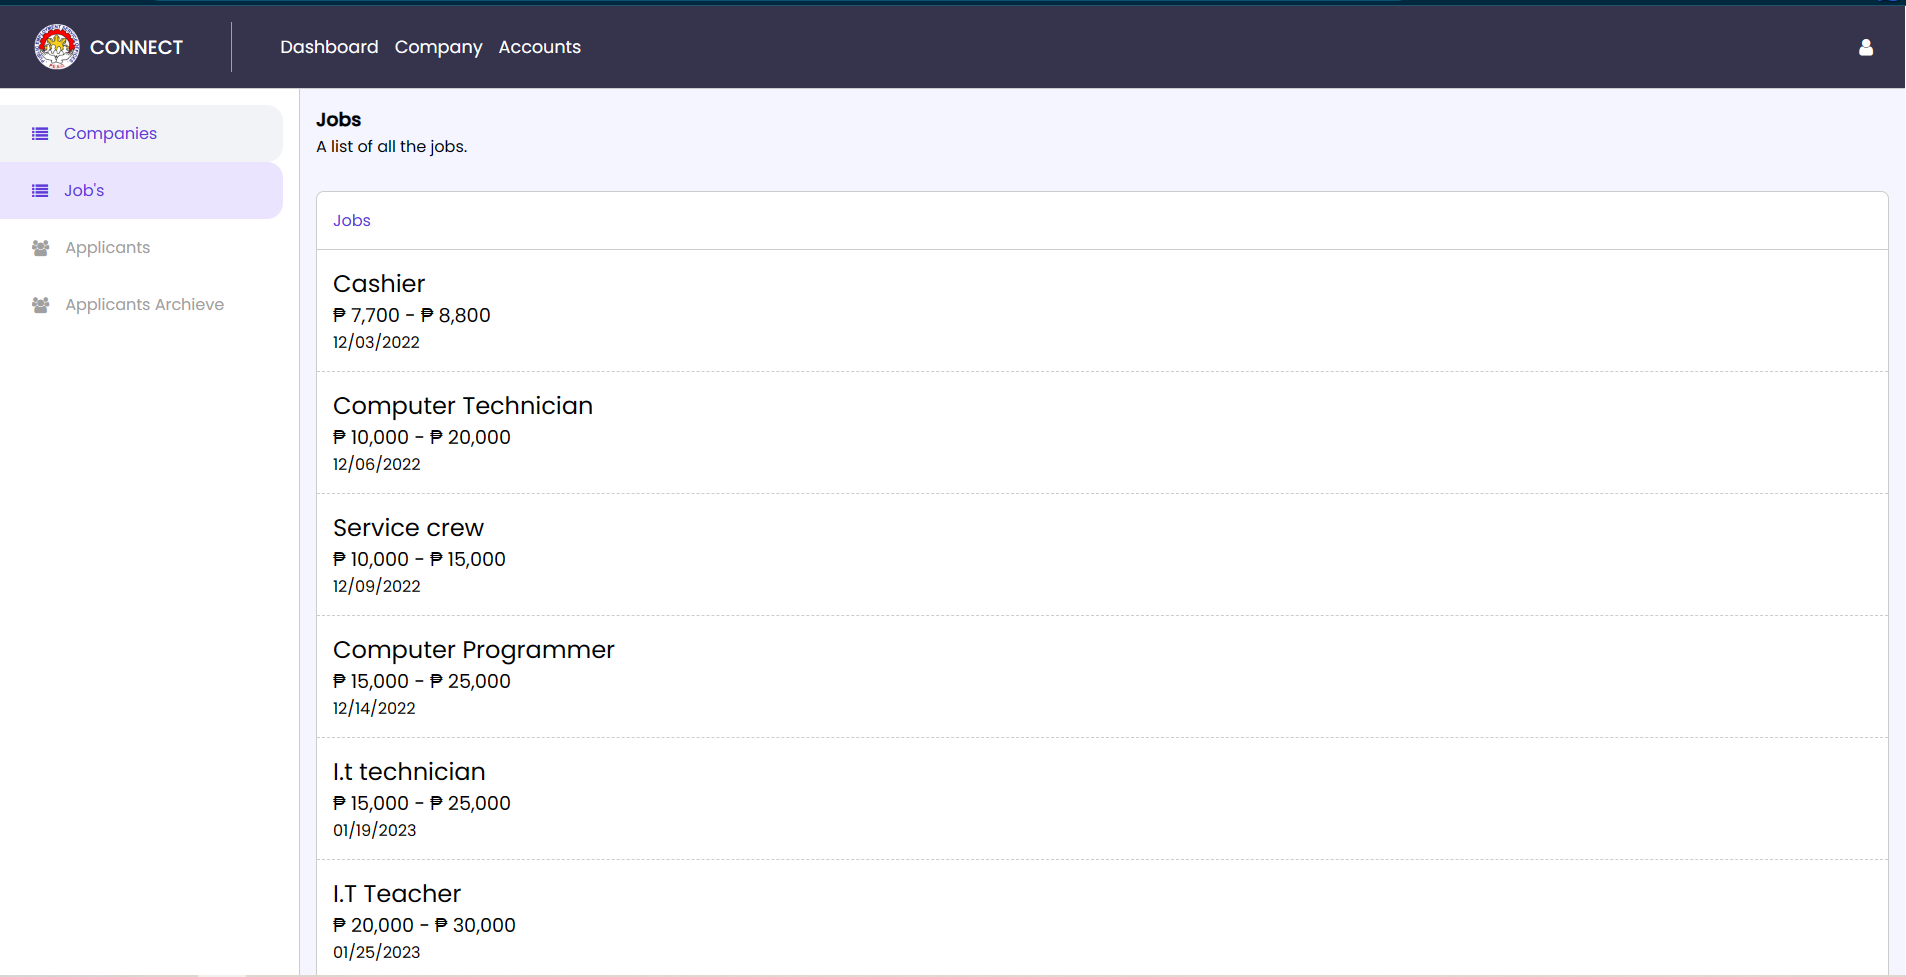 CONNECT
Dashboard Company Accounts
Companies
Job's
Applicants
Applicants Archieve
Jobs
A list of all the jobs.
Jobs
Cashier
₱ 7,700 - ₱ 8,800
12/03/2022
Computer Technician
₱ 10,000 - ₱ 20,000
12/06/2022
Service crew
₱ 10,000 - ₱ 15,000
12/09/2022
Computer Programmer
₱ 15,000 - ₱ 25,000
12/14/2022
I.t technician
₱ 15,000 - ₱ 25,000
01/19/2023
I.T Teacher
₱ 20,000 - ₱ 30,000
01/25/2023